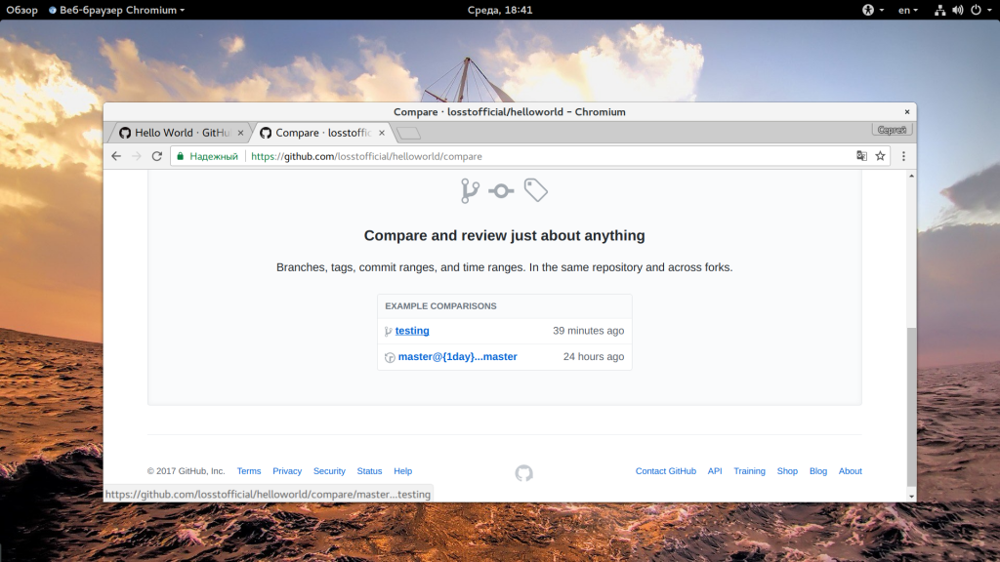 Обзор Веб-браузер Chromium Среда, 18:41 en
Compare · losstofficial/helloworld - Chromium
Hello World · GitHu Compare · losstoffic Сергей
Надежный https://github.com/losstofficial/helloworld/compare
Compare and review just about anything
Branches, tags, commit ranges, and time ranges. In the same repository and across forks.
EXAMPLE COMPARISONS
testing 39 minutes ago
master@{1day}...master 24 hours ago
© 2017 GitHub, Inc. Terms Privacy Security Status Help Contact GitHub API Training Shop Blog About
https://github.com/losstofficial/helloworld/compare/master...testing